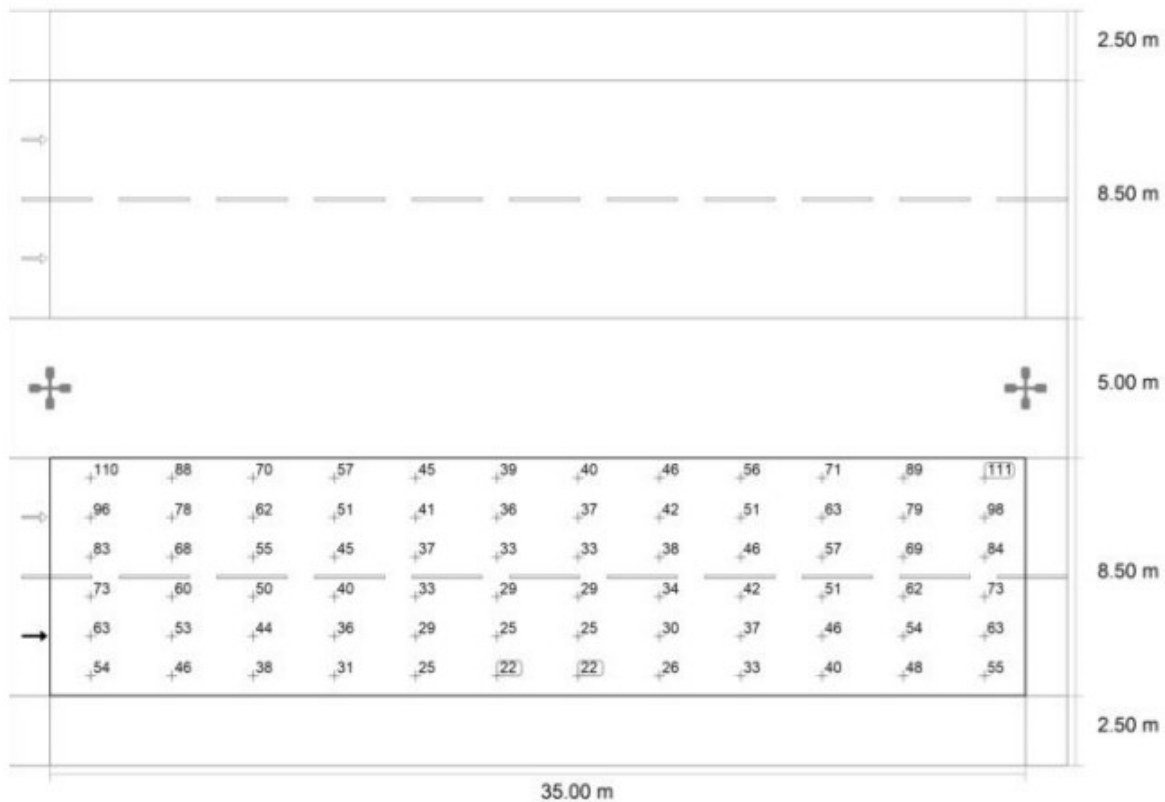 2.50 m
8.50 m
5.00 m
110 88 70 57 45 39 40 46 56 71 89 111
96 78 62 51 41 36 37 42 51 63 79 98
83 68 55 45 37 33 33 38 46 57 69 84
8.50 m
73 60 50 40 33 29 29 34 42 51 62 73
63 53 44 36 29 25 25 30 37 46 54 63
54 46 38 31 25 22 22 26 33 40 48 55
2.50 m
35.00 m